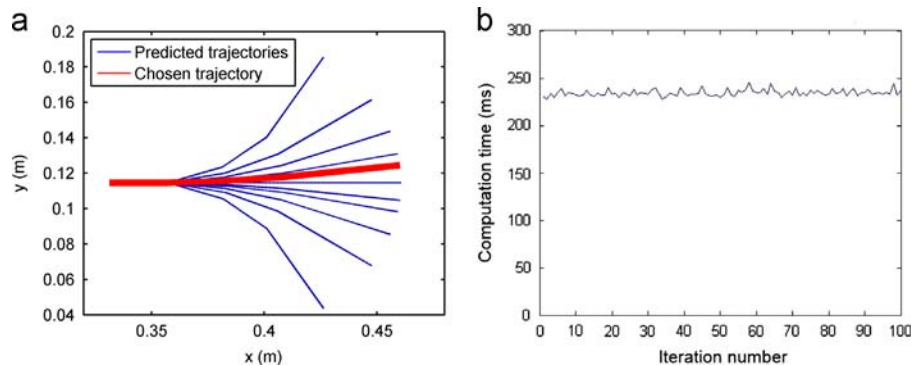 a
0.2
0.18
0.16
0.14
0.12
0.1
0.08
0.06
0.04
y (m)
Predicted trajectories
Chosen trajectory
0.35 0.4 0.45
x (m)
b
300
250
200
150
100
50
0
Computation time (ms)
0 10 20 30 40 50 60 70 80 90 100
Iteration number